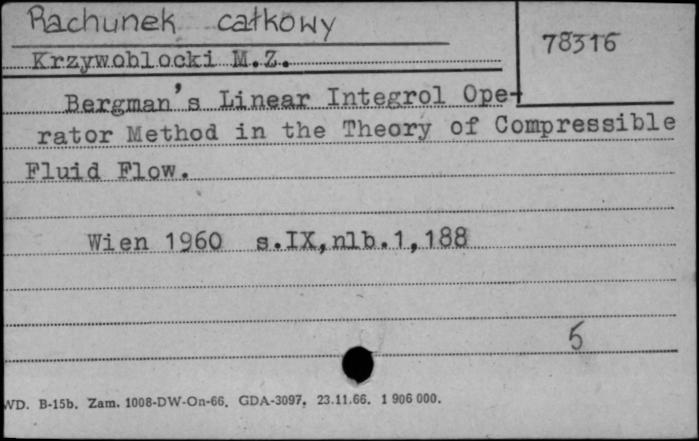 Rachunek całkowy
78316
Krzywoblocki M.Z.
Bergman's Linear Integrol Ope-
rator Method in the Theory of Compressible
Fluid Flow.
Wien 1960 s.IX,nlb.1,188
5
WD. B-15b. Zam. 1008-DW-On-66. GDA-3097. 23.11.66. 1 906 000.